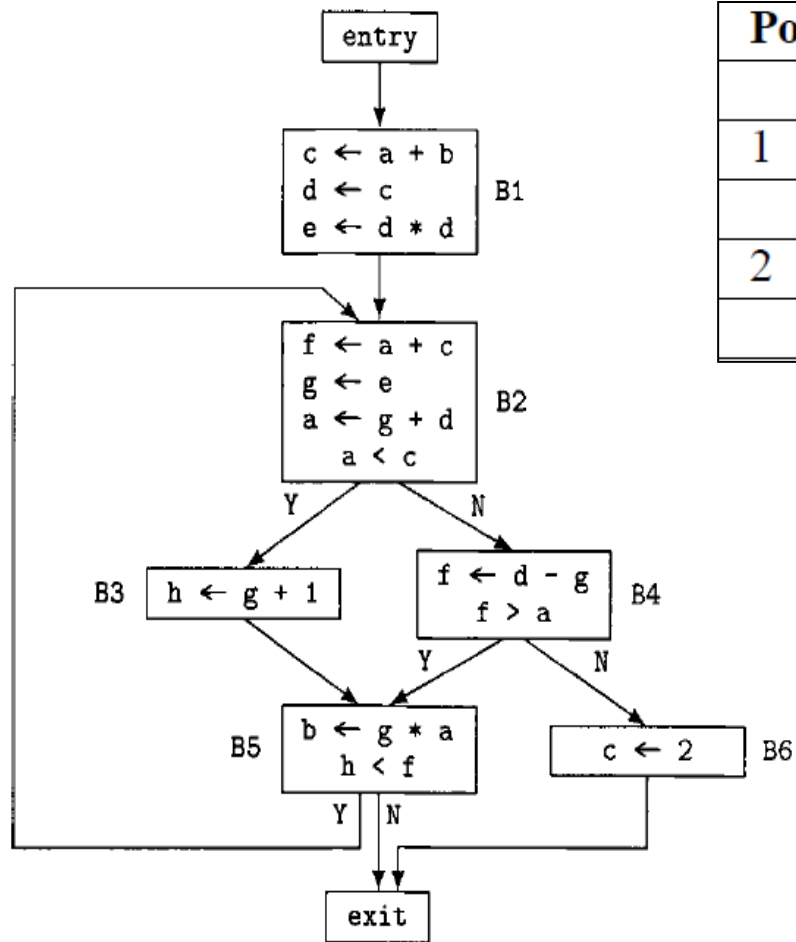 entry
c ← a + b
d ← c
e ← d * d
B1
f ← a + c
g ← e
a ← g + d
a < c
B2
Y
N
B3
h ← g + 1
f ← d - g
f > a
B4
Y
N
B5
b ← g * a
h < f
c ← 2
B6
Y
N
exit
Po
1
2